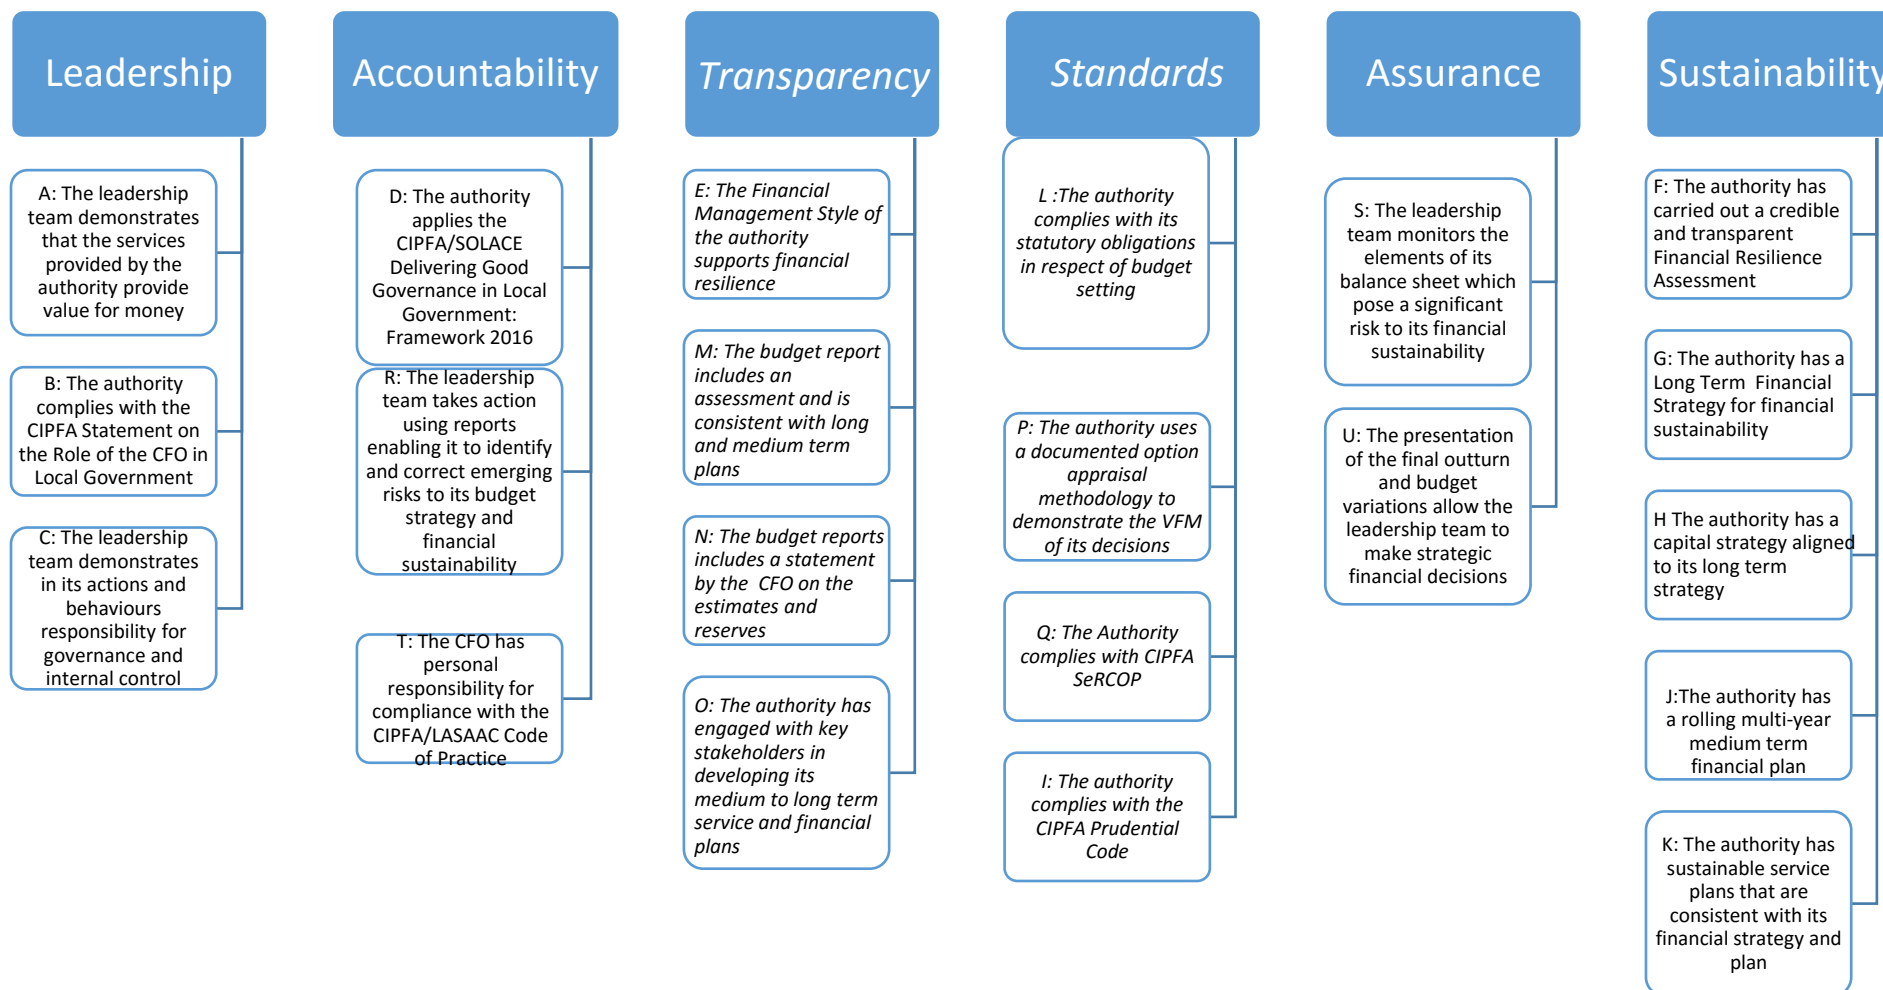 Leadership
A: The leadership
team demonstrates
that the services
provided by the
authority provide
value for money
B: The authority
complies with the
CIPFA Statement on
the Role of the CFO in
Local Government
C: The leadership
team demonstrates
in its actions and
behaviours
responsibility for
governance and
internal control
Accountability
D: The authority
applies the
CIPFA/SOLACE
Delivering Good
Governance in Local
Government:
Framework 2016
R: The leadership
team takes action
using reports
enabling it to identify
and correct emerging
risks to its budget
strategy and
financial
sustainability
T: The CFO has
personal
responsibility for
compliance with the
CIPFA/LASAAC Code
of Practice
Transparency
E: The Financial
Management Style of
the authority
supports financial
resilience
M: The budget report
includes an
assessment and is
consistent with long
and medium term
plans
N: The budget reports
includes a statement
by the CFO on the
estimates and
reserves
O: The authority has
engaged with key
stakeholders in
developing its
medium to long term
service and financial
plans
Standards
L :The authority
complies with its
statutory obligations
in respect of budget
setting
P: The authority uses
a documented option
appraisal
methodology to
demonstrate the VFM
of its decisions
Q: The Authority
complies with CIPFA
SeRCOP
I: The authority
complies with the
CIPFA Prudential
Code
Assurance
S: The leadership
team monitors the
elements of its
balance sheet which
pose a significant
risk to its financial
sustainability
U: The presentation
of the final outturn
and budget
variations allow the
leadership team to
make strategic
financial decisions
Sustainability
F: The authority has
carried out a credible
and transparent
Financial Resilience
Assessment
G: The authority has a
Long Term Financial
Strategy for financial
sustainability
H The authority has a
capital strategy aligned
to its long term
strategy
J:The authority has
a rolling multi-year
medium term
financial plan
K: The authority has
sustainable service
plans that are
consistent with its
financial strategy and
plan